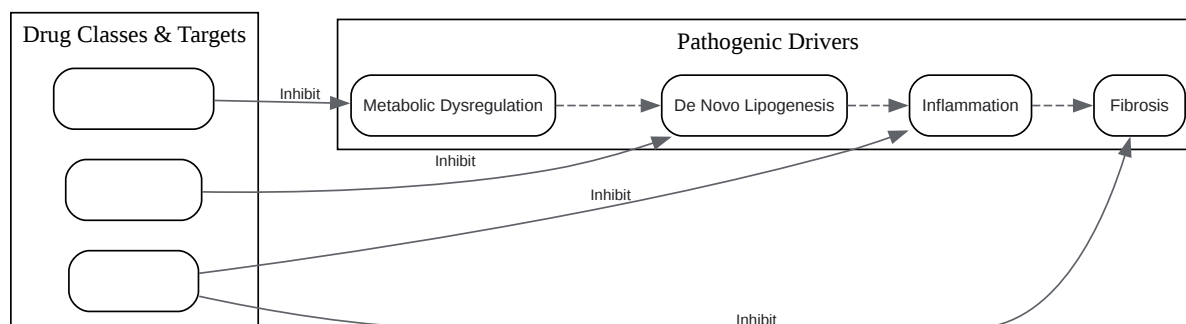 Drug Classes & Targets
Pathogenic Drivers
Inhibit
Metabolic Dysregulation
De Novo Lipogenesis
Inflammation
Fibrosis
Inhibit
Inhibit
Inhibit